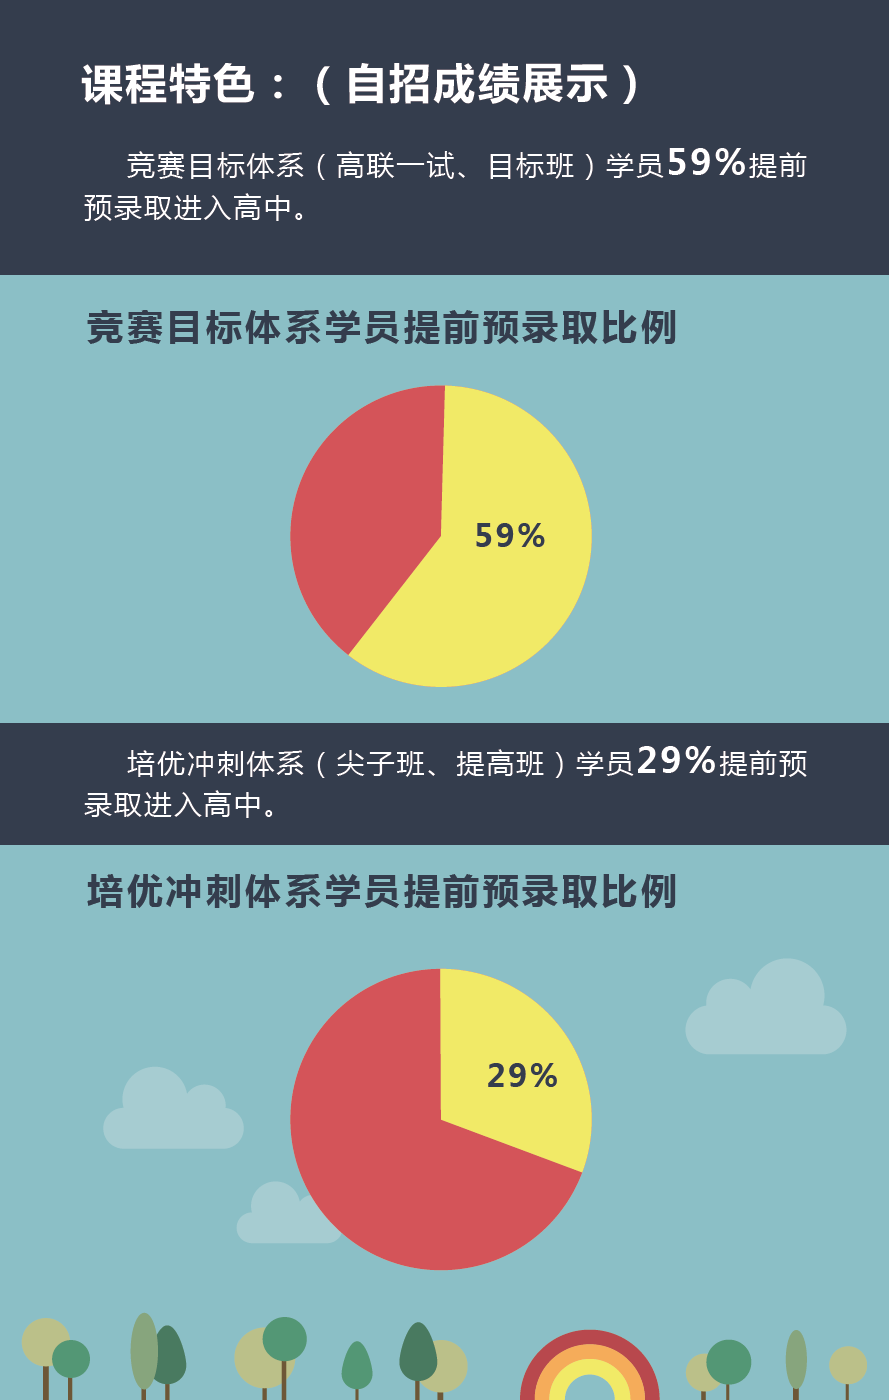 课程特色：（自招成绩展示）
竞赛目标体系（高联一试、目标班）学员59%提前
预录取进入高中。
竞赛目标体系学员提前预录取比例
59%
培优冲刺体系（尖子班、提高班）学员29%提前预
录取进入高中。
培优冲刺体系学员提前预录取比例
29%